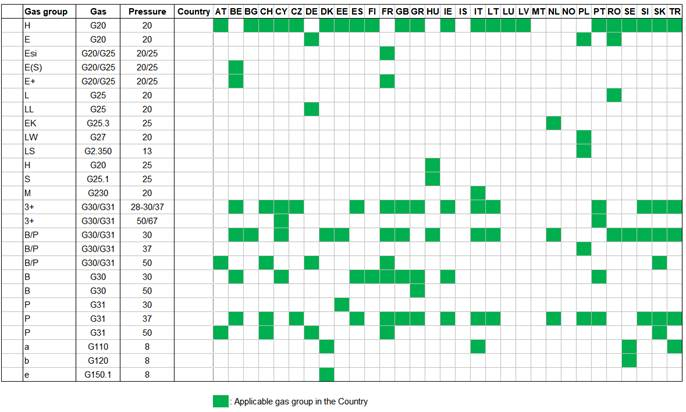 Gas group Gas Pressure Country AT BE BG CH CY CZ DE DK EE ES FI FR GB GR HU IE IS IT LT LU LV MT NL NO PL PT RO SE SI SK TR
H G20 20
E G20 20
Esi G20/G25 20/25
E(S) G20/G25 20/25
E+ G20/G25 20/25
L G25 20
LL G25 20
EK G25.3 25
LW G27 20
LS G2.350 13
H G20 25
S G25.1 25
M G230 20
3+ G30/G31 28-30/37
3+ G30/G31 50/67
B/P G30/G31 30
B/P G30/G31 37
B/P G30/G31 50
B G30 30
B G30 50
P G31 30
P G31 37
P G31 50
a G110 8
b G120 8
e G150.1 8
: Applicable gas group in the Country